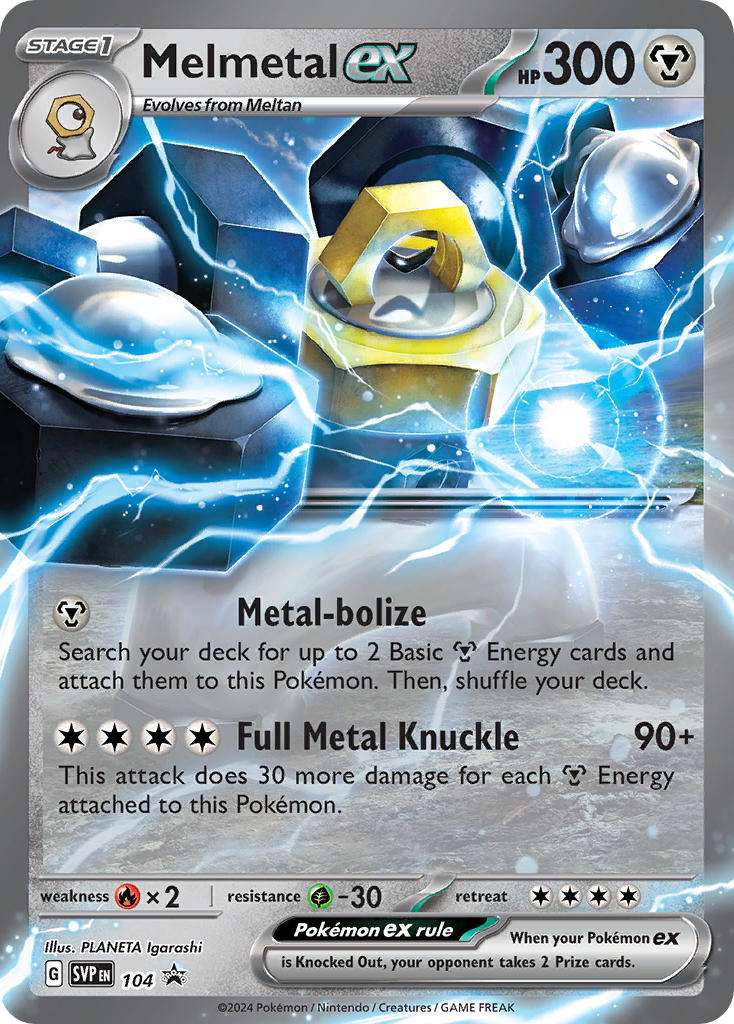 STAGE1
Melmetal ex
HP300
Evolves from Meltan
Metal-bolize
Search your deck for up to 2 Basic Energy cards and
attach them to this Pokémon. Then, shuffle your deck.
Full Metal Knuckle 90+
This attack does 30 more damage for each Energy
attached to this Pokémon.
weakness ×2 resistance -30 retreat
Illus. PLANETA Igarashi
Pokémon ex rule
When your Pokémon ex
is Knocked Out, your opponent takes 2 Prize cards.
G SVP EN 104
©2024 Pokémon / Nintendo / Creatures / GAME FREAK